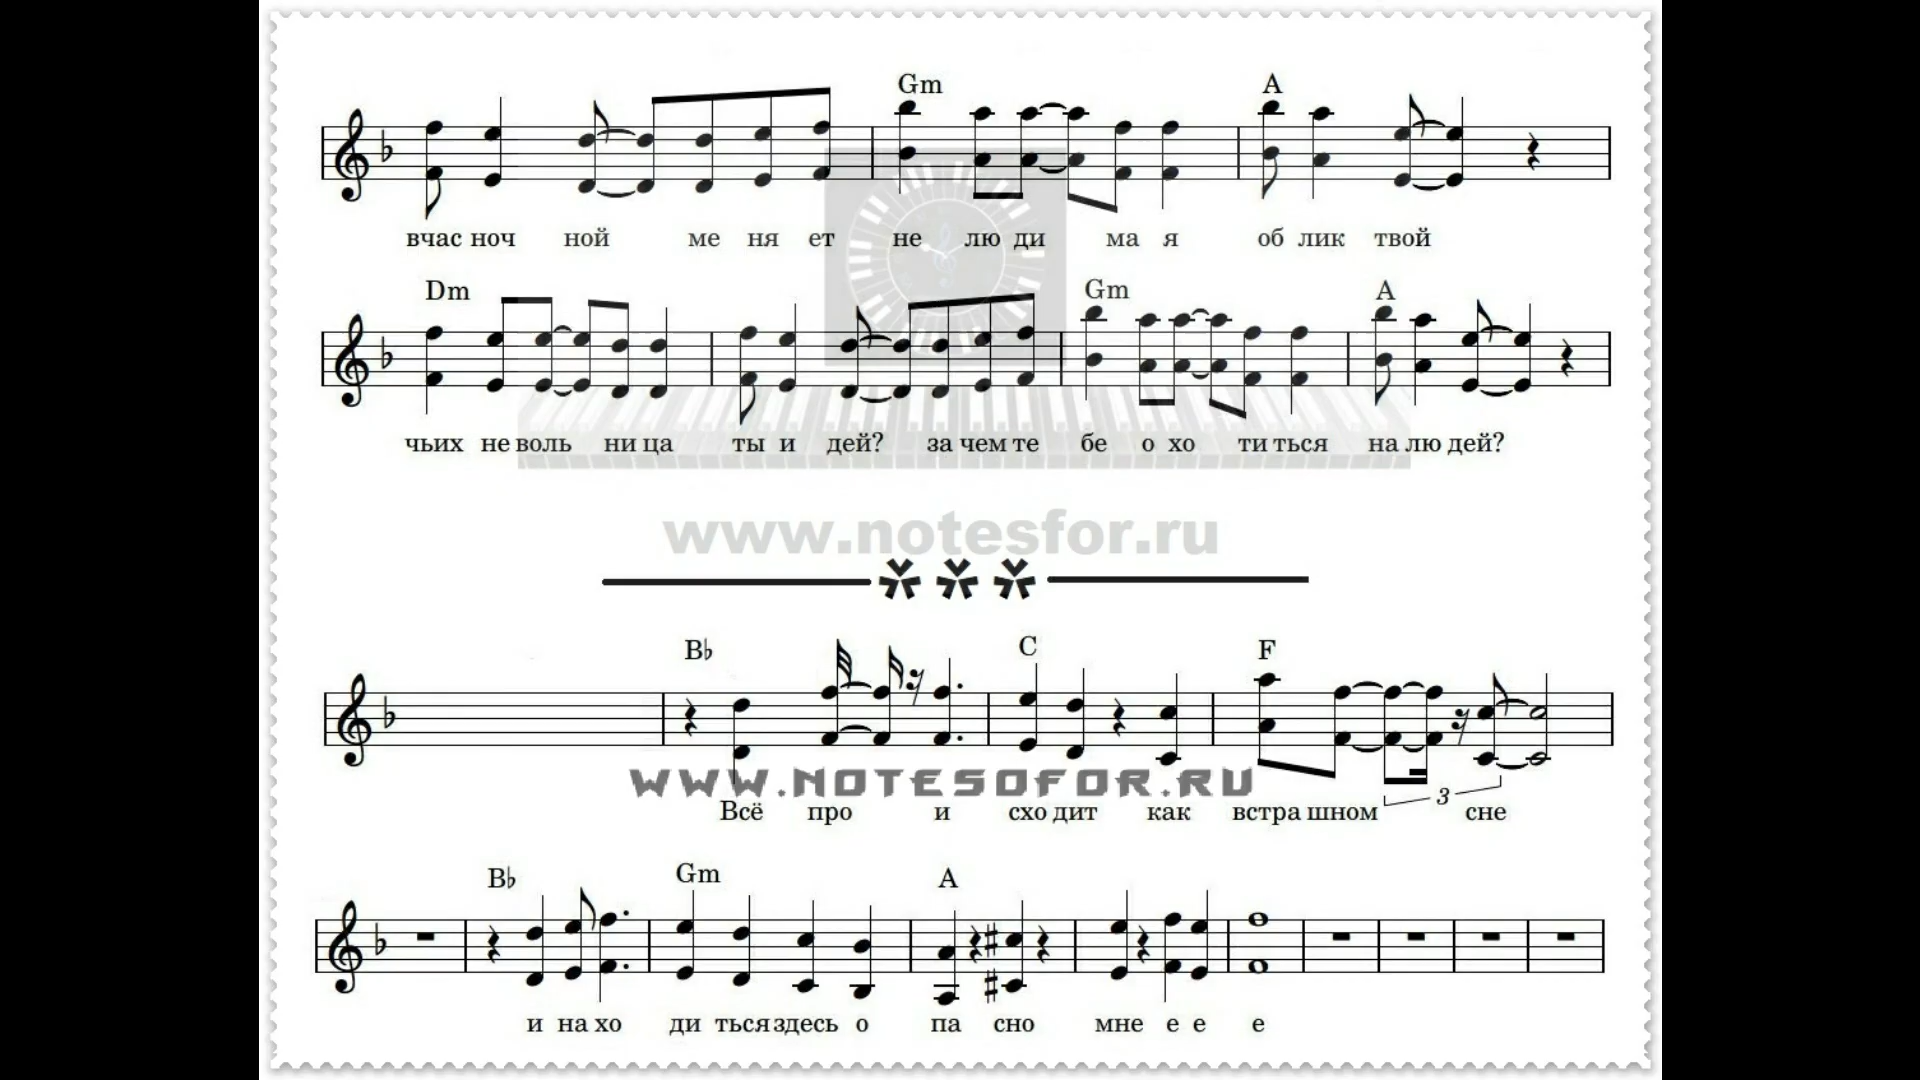 Gm A
вчас ноч ной ме ня ет не лю ди ма я об лик твой
Dm Gm A
чьих не воль ни ца ты и дей? за чем те бе о хо ти ться на лю дей?
www.notesfor.ru
B♭ C F
WWW.NOTESOFOR.RU
3
Всё про и схо дит как встра шном сне
B♭ Gm A
и на хо ди ться здесь о па сно мне е е е